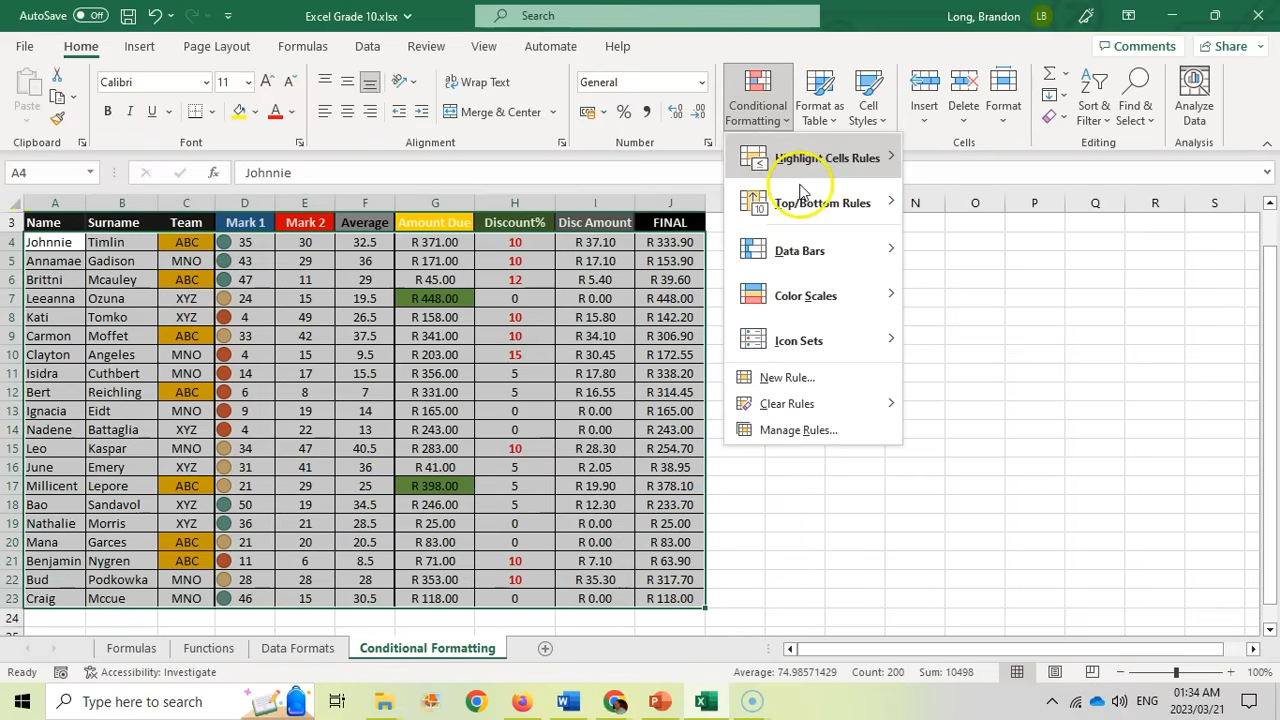 AutoSave Off Excel Grade 10.xlsx Search Long, Brandon LB
File Home Insert Page Layout Formulas Data Review View Automate Help Comments Share
Paste Calibri 11 Wrap Text General Conditional Formatting Format as Table Cell Styles Insert Delete Format Sort & Filter Find & Select Analyze Data
B I U Merge & Center
Clipboard Font Alignment Number Cells Analysis
A4 fx Johnnie
Highlight Cells Rules
Top/Bottom Rules
Data Bars
Color Scales
Icon Sets
New Rule...
Clear Rules
Manage Rules...
A B C D E F G H I J N O P Q R S
3 Name Surname Team Mark 1 Mark 2 Average Amount Due Discount% Disc Amount FINAL
4 Johnnie Timlin ABC 35 30 32.5 R 371.00 10 R 37.10 R 333.90
5 Annamae Gadison MNO 43 29 36 R 171.00 10 R 17.10 R 153.90
6 Brittni Mcauley ABC 47 11 29 R 45.00 12 R 5.40 R 39.60
7 Leeanna Ozuna XYZ 24 15 19.5 R 448.00 0 R 0.00 R 448.00
8 Kati Tomko XYZ 4 49 26.5 R 158.00 10 R 15.80 R 142.20
9 Carmon Moffet ABC 33 42 37.5 R 341.00 10 R 34.10 R 306.90
10 Clayton Angeles MNO 4 15 9.5 R 203.00 15 R 30.45 R 172.55
11 Isidra Cuthbert MNO 14 17 15.5 R 356.00 5 R 17.80 R 338.20
12 Bert Reichling ABC 6 8 7 R 331.00 5 R 16.55 R 314.45
13 Ignacia Eidt MNO 9 19 14 R 165.00 0 R 0.00 R 165.00
14 Nadene Battaglia XYZ 4 22 13 R 243.00 0 R 0.00 R 243.00
15 Leo Kaspar MNO 34 47 40.5 R 283.00 10 R 28.30 R 254.70
16 June Emery XYZ 31 41 36 R 41.00 5 R 2.05 R 38.95
17 Millicent Lepore ABC 21 29 25 R 398.00 5 R 19.90 R 378.10
18 Bao Sandavol XYZ 50 19 34.5 R 246.00 5 R 12.30 R 233.70
19 Nathalie Morris XYZ 36 21 28.5 R 25.00 0 R 0.00 R 25.00
20 Mana Garces ABC 21 20 20.5 R 83.00 0 R 0.00 R 83.00
21 Benjamin Nygren ABC 11 6 8.5 R 71.00 10 R 7.10 R 63.90
22 Bud Podkowka MNO 28 28 28 R 353.00 10 R 35.30 R 317.70
23 Craig Mccue MNO 46 15 30.5 R 118.00 0 R 0.00 R 118.00
24
Formulas Functions Data Formats Conditional Formatting
Ready Accessibility: Investigate Average: 74.98571429 Count: 200 Sum: 10498 100%
Type here to search ENG 01:34 AM
2023/03/21